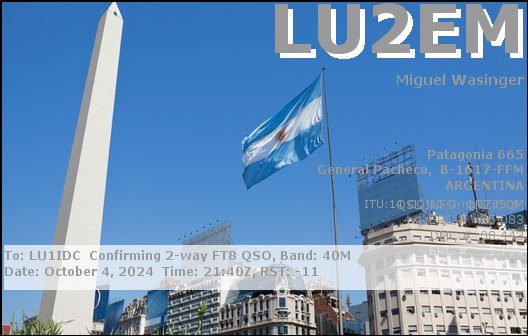 LU2EM
Miguel Wasinger
Patagonia 665
General Pacheco, B-1617-FFM
ARGENTINA
To: LU1IDC Confirming 2-way FT8 QSO, Band: 40M
Date: October 4, 2024 Time: 21:40Z, RST: -11